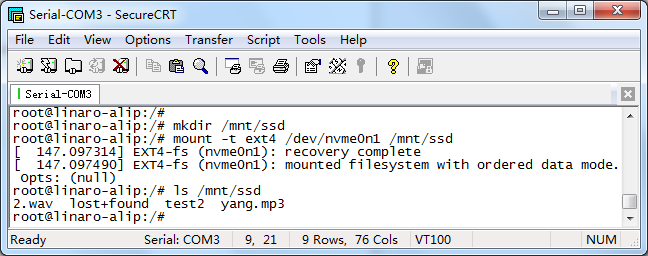 Serial-COM3 - SecureCRT
File Edit View Options Transfer Script Tools Help
Serial-COM3
root@linaro-alip:/#
root@linaro-alip:/# mkdir /mnt/ssd
root@linaro-alip:/# mount -t ext4 /dev/nvme0n1 /mnt/ssd
[  147.097314] EXT4-fs (nvme0n1): recovery complete
[  147.097490] EXT4-fs (nvme0n1): mounted filesystem with ordered data mode.
 Opts: (null)
root@linaro-alip:/# ls /mnt/ssd
2.wav  lost+found  test2  yang.mp3
root@linaro-alip:/#
Ready Serial: COM3 9, 21 9 Rows, 76 Cols VT100 NUM